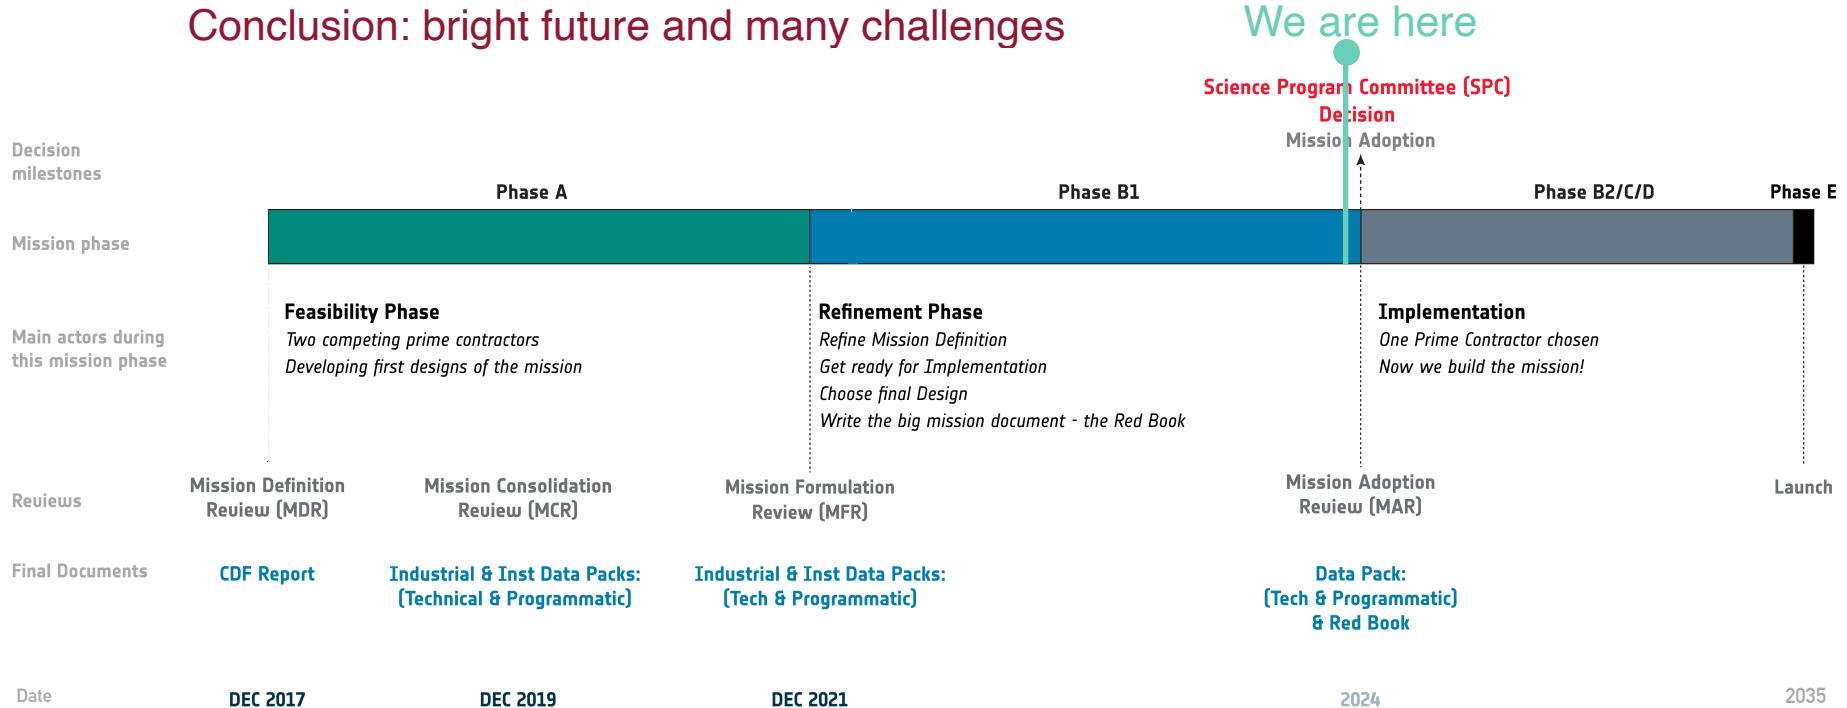 Conclusion: bright future and many challenges
We are here
Science Program Committee (SPC)
Decision
Mission Adoption
Decision
milestones
Phase A
Phase B1
Phase B2/C/D
Phase E
Mission phase
Main actors during
this mission phase
Feasibility Phase
Two competing prime contractors
Developing first designs of the mission
Refinement Phase
Refine Mission Definition
Get ready for Implementation
Choose final Design
Write the big mission document - the Red Book
Implementation
One Prime Contractor chosen
Now we build the mission!
Reviews
Mission Definition
Review (MDR)
Mission Consolidation
Review (MCR)
Mission Formulation
Review (MFR)
Mission Adoption
Review (MAR)
Launch
Final Documents
CDF Report
Industrial & Inst Data Packs:
(Technical & Programmatic)
Industrial & Inst Data Packs:
(Tech & Programmatic)
Data Pack:
(Tech & Programmatic)
& Red Book
Date
DEC 2017
DEC 2019
DEC 2021
2024
2035